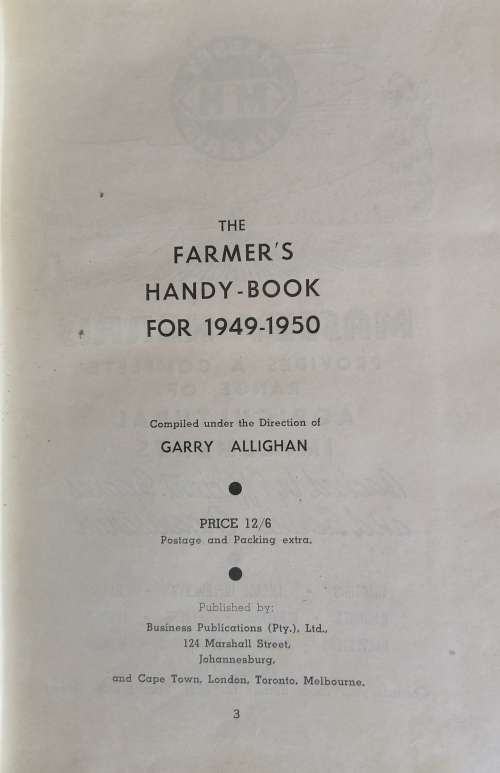 THE
FARMER'S
HANDY-BOOK
FOR 1949-1950
Compiled under the Direction of
GARRY ALLIGHAN
PRICE 12/6
Postage and Packing extra.
Published by:
Business Publications (Pty.), Ltd.,
124 Marshall Street,
Johannesburg,
and Cape Town, London, Toronto, Melbourne.
3